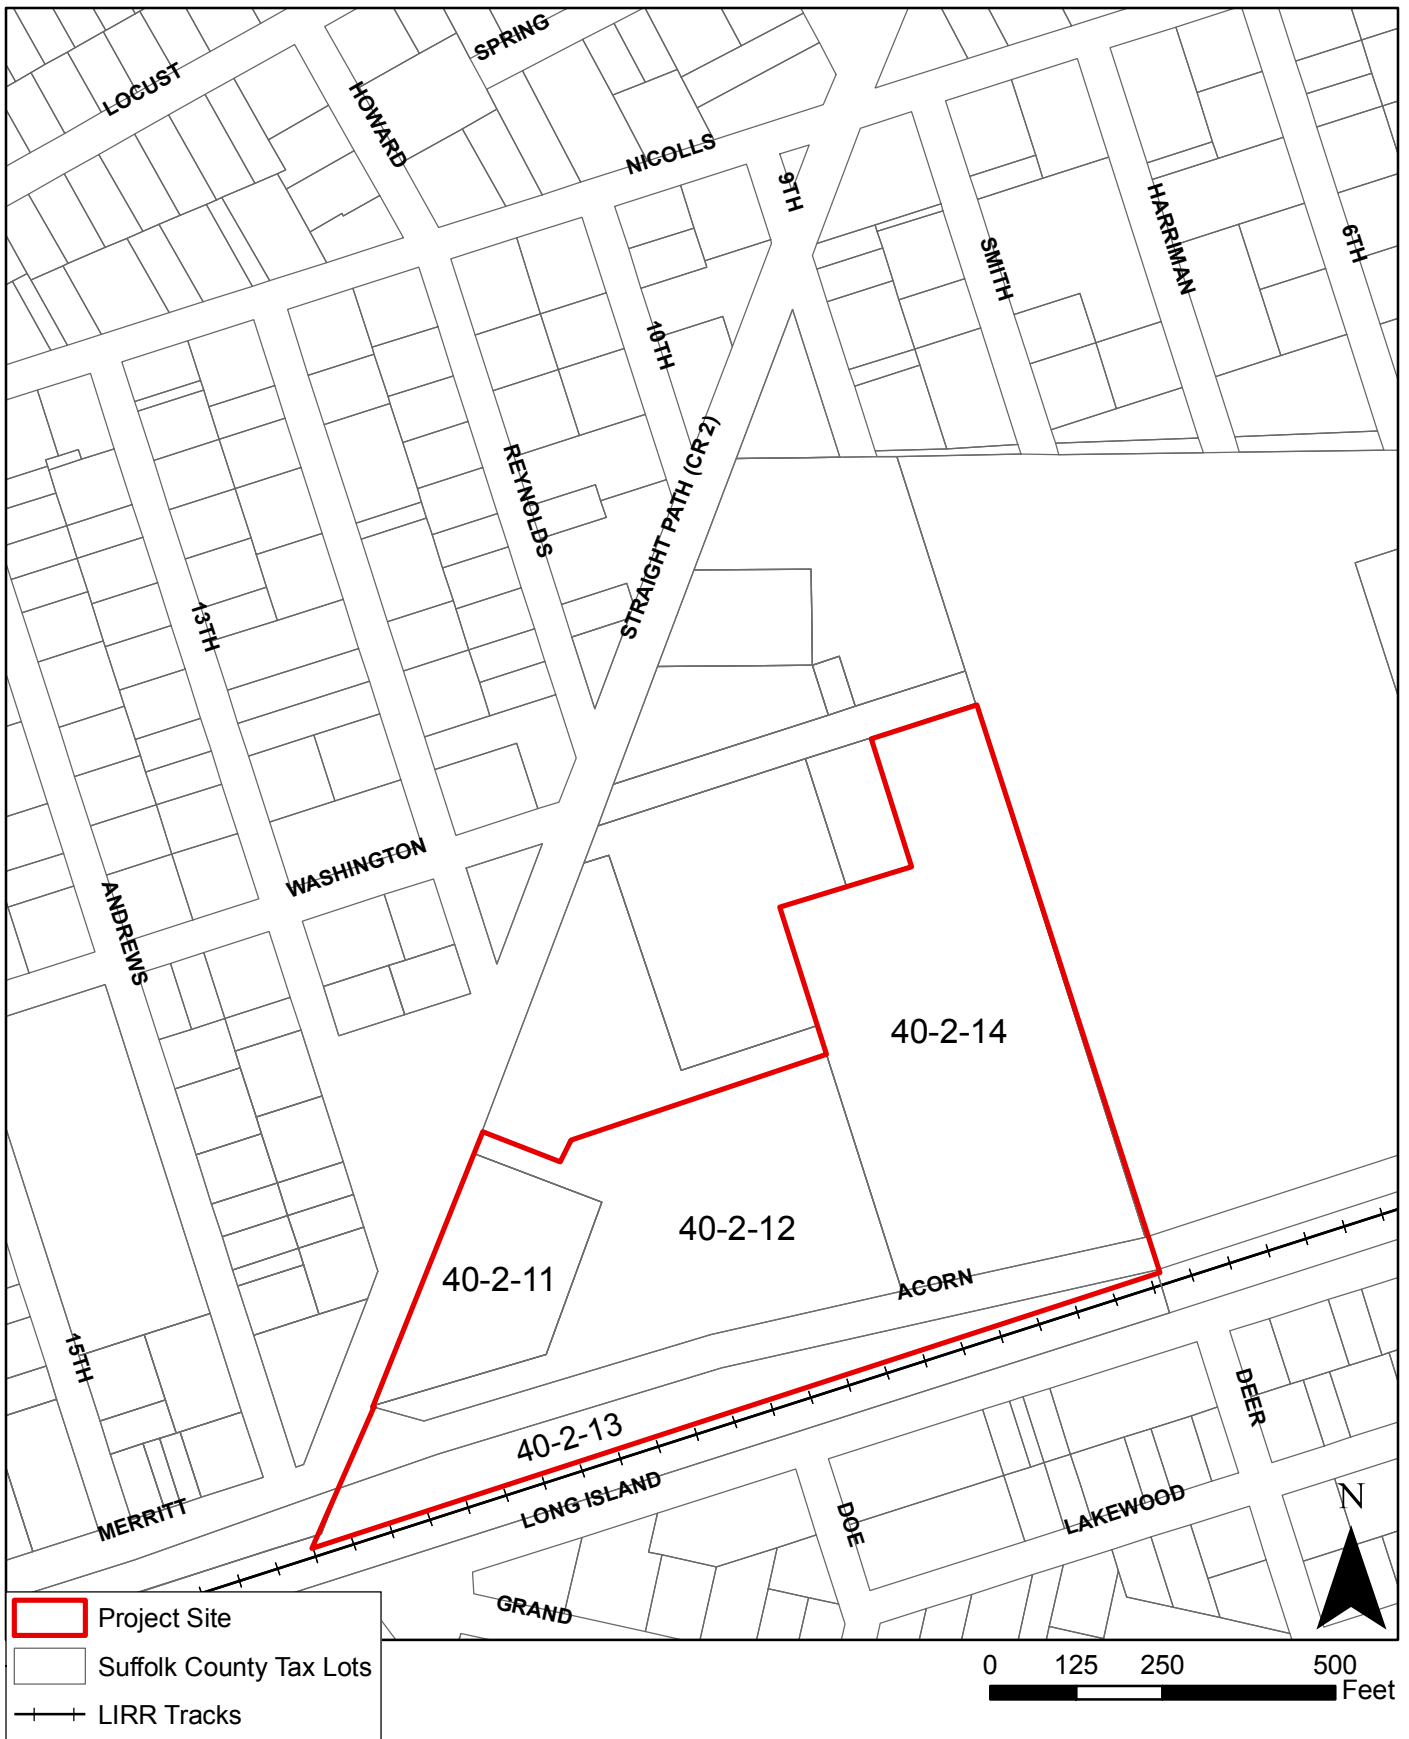 SPRING
LOCUST
HOWARD
NICOLLS
9TH
HARRIMAN
6TH
SMITH
10TH
STRAIGHT PATH (CR 2)
REYNOLDS
13TH
WASHINGTON
ANDREWS
40-2-14
40-2-12
40-2-11
ACORN
15TH
DEER
40-2-13
LONG ISLAND
MERRITT
DOE
LAKEWOOD
N
GRAND
Project Site
Suffolk County Tax Lots
LIRR Tracks
0 125 250 500
Feet